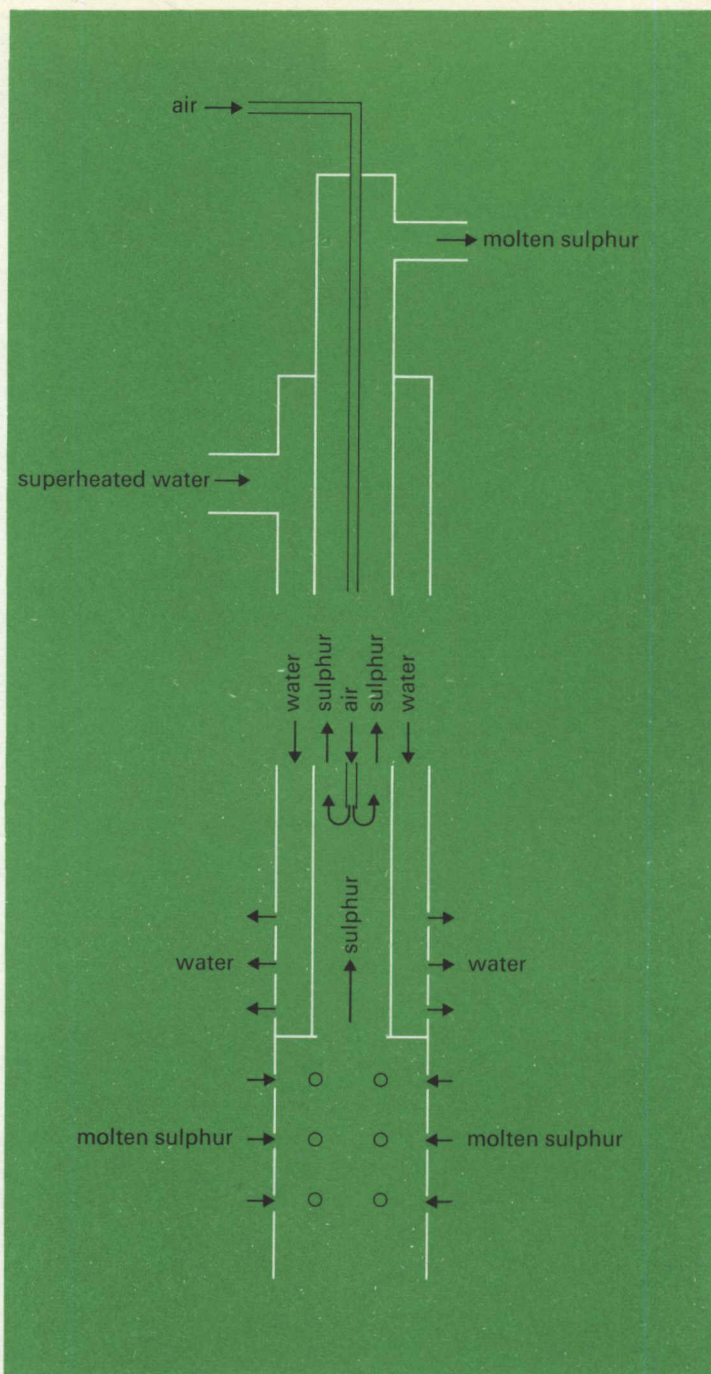 air
molten sulphur
superheated water
water
sulphur
air
sulphur
water
sulphur
water
water
molten sulphur
molten sulphur